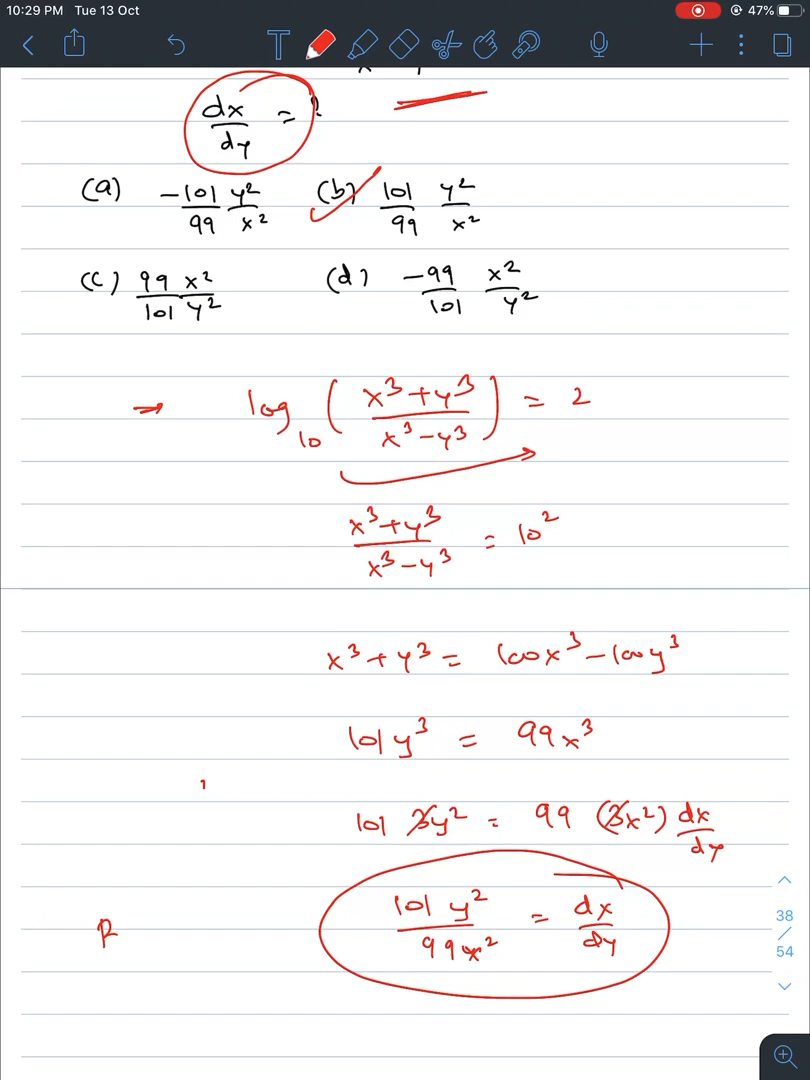 10:29 PM Tue 13 Oct 47%
dx/dy = ?
(a) -101/99 y²/x² (b) 101/99 y²/x²
(c) 99/101 x²/y² (d) -99/101 x²/y²
→ log₁₀ ( x³+y³ / x³-y³ ) = 2
x³+y³ / x³-y³ = 10²
x³+y³ = 100x³-100y³
101y³ = 99x³
101 3y² = 99 (3x²) dx/dy
101 y² / 99x² = dx/dy
R
38
/
54